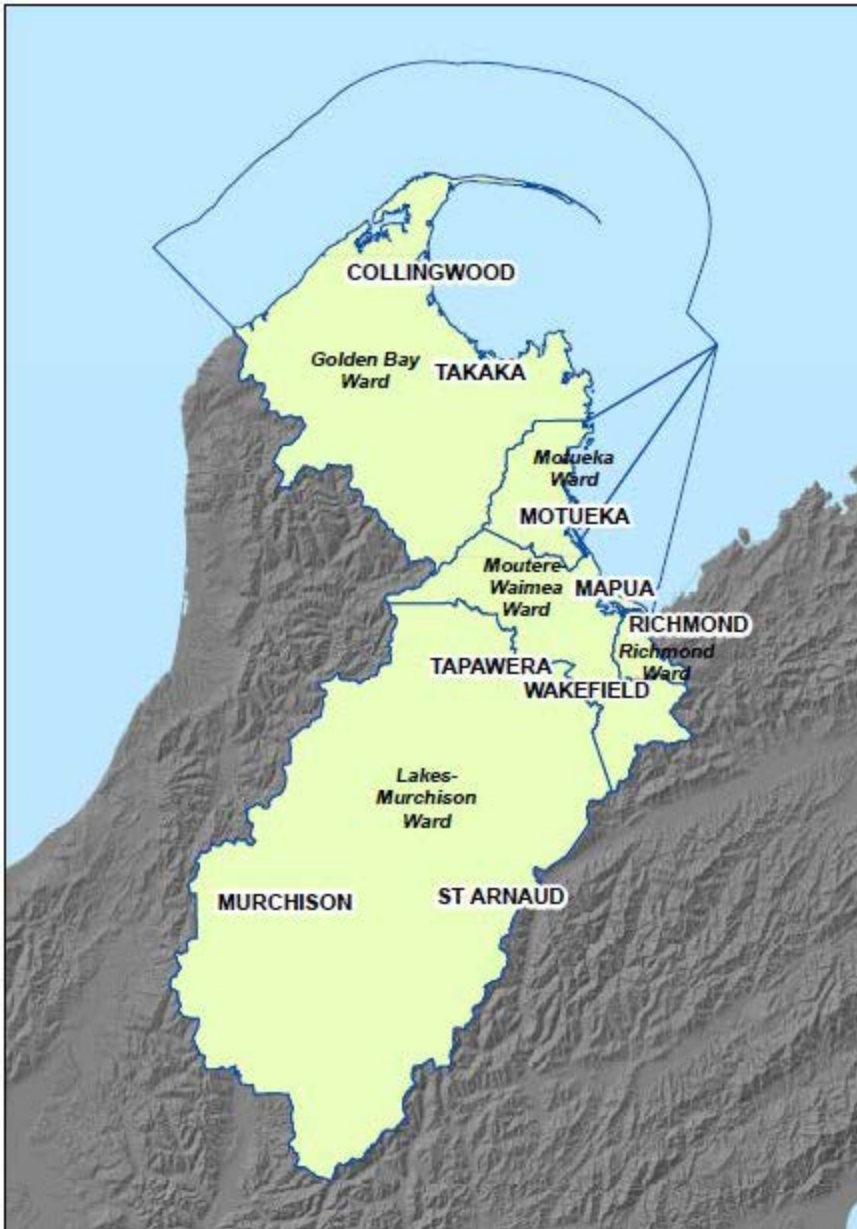 COLLINGWOOD
Golden Bay
Ward
TAKAKA
Motueka
Ward
MOTUEKA
Moutere-
Waimea
Ward
MAPUA
RICHMOND
Richmond
Ward
TAPAWERA
WAKEFIELD
Lakes-
Murchison
Ward
MURCHISON
ST ARNAUD